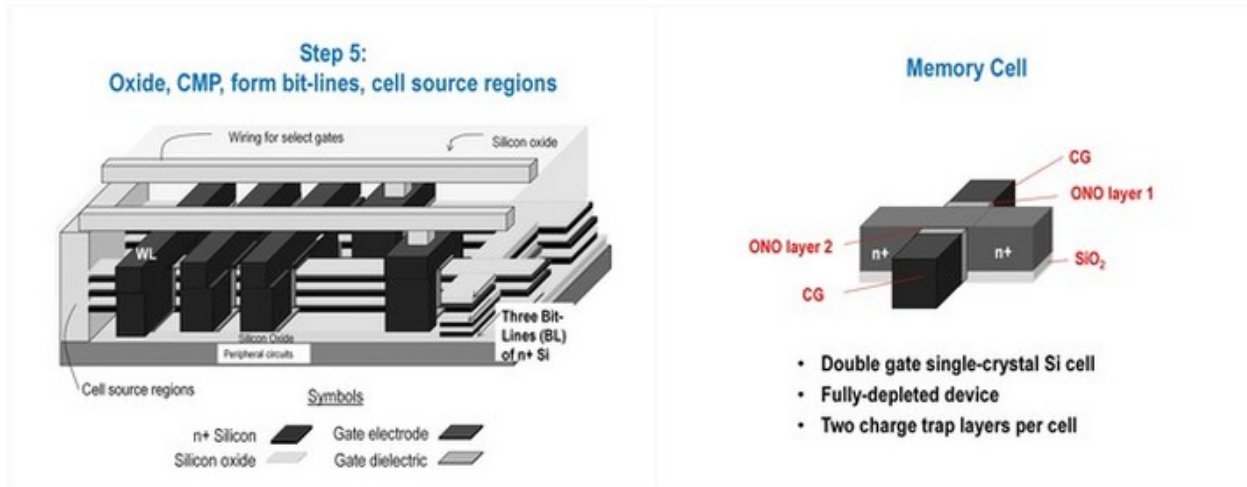 Step 5:
Oxide, CMP, form bit-lines, cell source regions
Wiring for select gates
Silicon oxide
WL
Three Bit-
Lines (BL)
of n+ Si
Silicon Oxide
Peripheral circuits
Cell source regions
Symbols
n+ Silicon
Gate electrode
Silicon oxide
Gate dielectric
Memory Cell
CG
ONO layer 1
ONO layer 2
n+
n+
SiO₂
CG
• Double gate single-crystal Si cell
• Fully-depleted device
• Two charge trap layers per cell